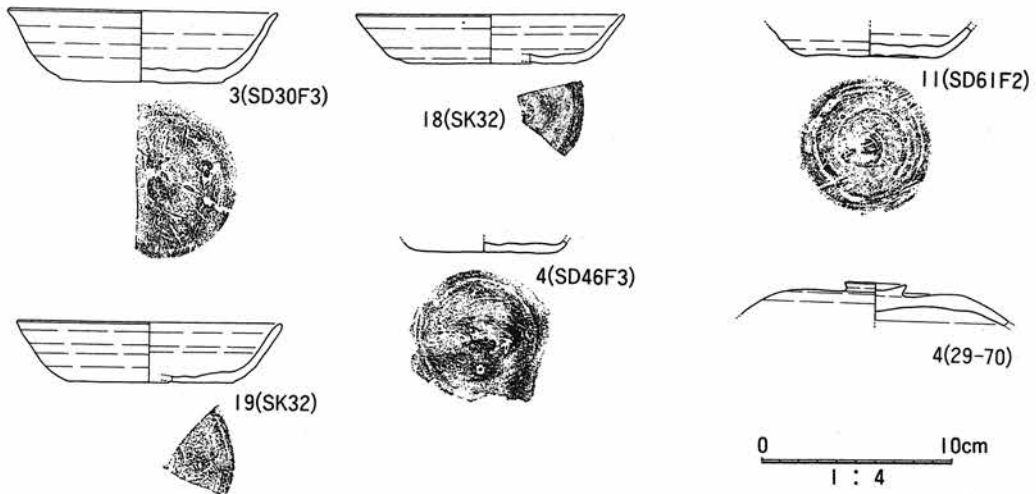 3(SD30F3)
18(SK32)
11(SD61F2)
4(SD46F3)
4(29-70)
19(SK32)
0 10cm
1 : 4